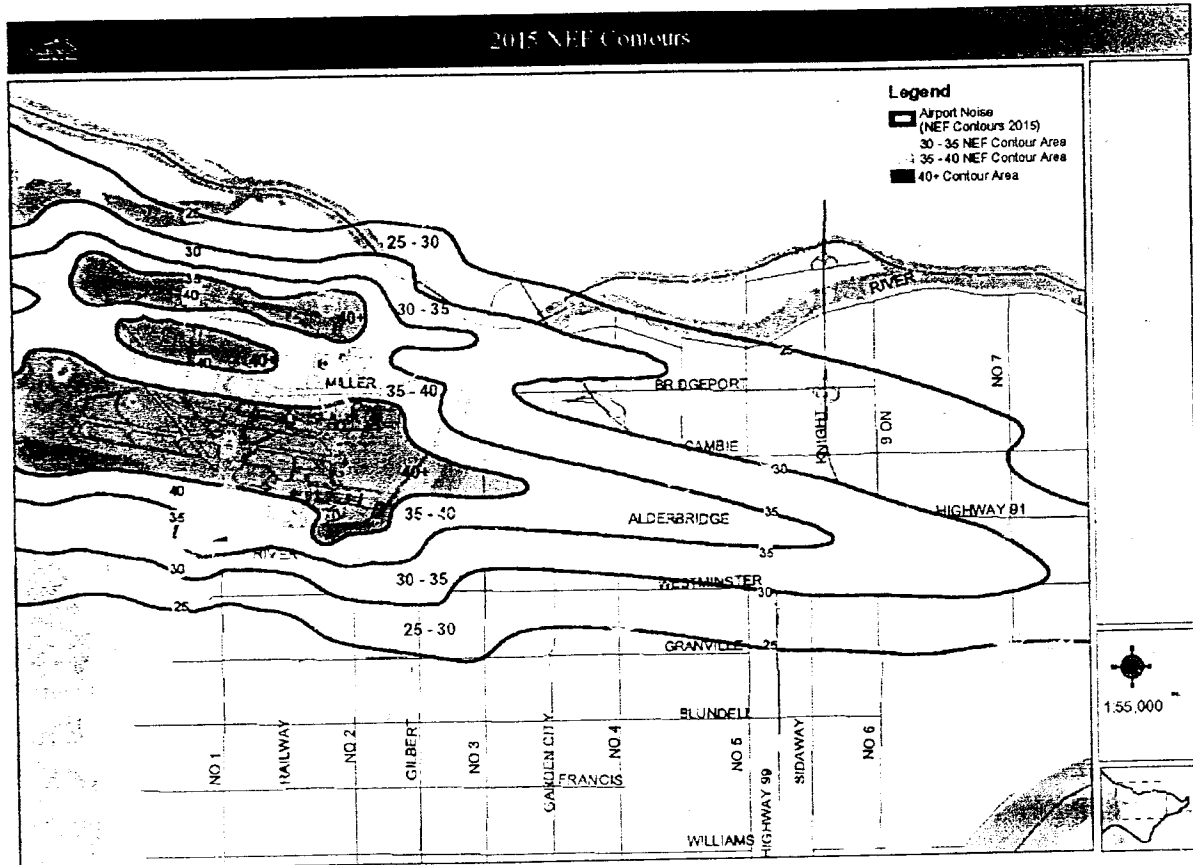 2015 NEF Contours
Legend
Airport Noise
(NEF Contours 2015)
30 - 35 NEF Contour Area
35 - 40 NEF Contour Area
40+ Contour Area
25
25 - 30
30
35
40
30 - 35
40+
RIVER
25
NO 7
40
40+
MILLER
35 - 40
BRIDGEPORT
KNIGHT
NO 6
CAMBIE
30
40+
40
35
35 - 40
ALDERBRIDGE
35
35
HIGHWAY 91
RIVER
30
30 - 35
WESTMINSTER
30
25
25 - 30
GRANVILLE
25
BLUNDELL
NO 1
RAILWAY
NO 2
GILBERT
NO 3
GARDEN CITY
NO 4
NO 5
HIGHWAY 99
SIDAWAY
NO 6
FRANCIS
WILLIAMS
1:55,000